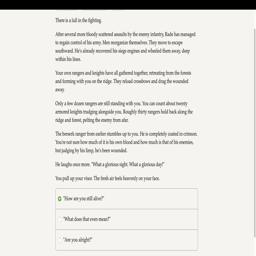 There is a lull in the fighting.
After several more bloody scattered assaults by the enemy infantry, Rade has managed
to regain control of his army. Men reorganize themselves. They move to escape
southward. He's already recovered his siege engines and wheeled them away, deep
within his lines.
Your own rangers and knights have all gathered together, retreating from the forests
and forming with you on the ridge. They reload crossbows and drag the wounded
away.
Only a few dozen rangers are still standing with you. You can count about twenty
armored knights trudging alongside you. Roughly thirty rangers hold back along the
ridge and forest, pelting the enemy from afar.
The berserk ranger from earlier stumbles up to you. He is completely coated in crimson.
You're not sure how much of it is his own blood and how much is that of his enemies,
but judging by his limp, he's been wounded.
He laughs once more. "What a glorious sight. What a glorious day!"
You pull up your visor. The fresh air feels heavenly on your face.
"How are you still alive?"
"What does that even mean?"
"Are you alright?"